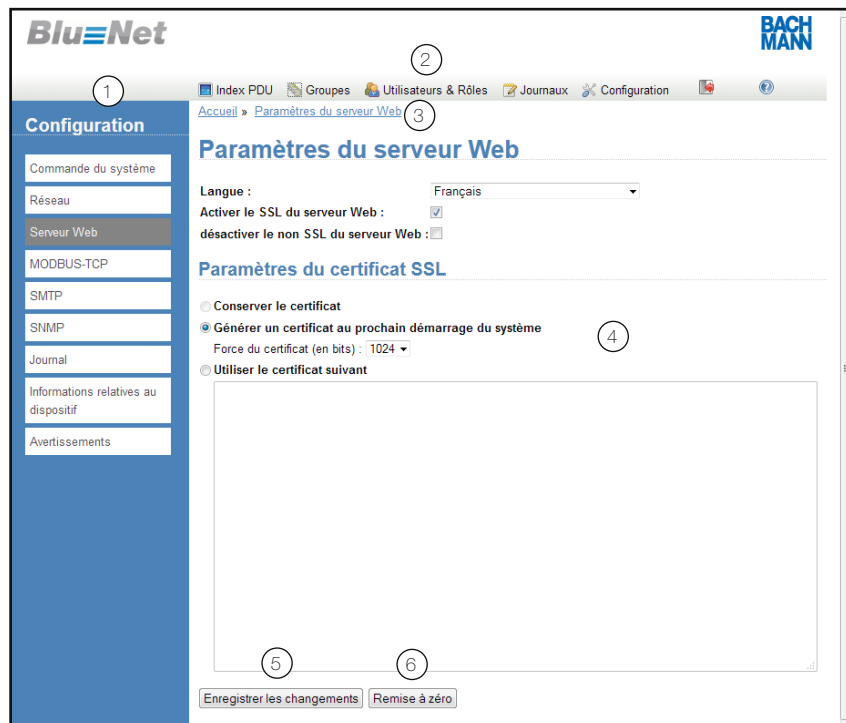 BlueNet
BACH
MANN
2
1
Index PDU Groupes Utilisateurs & Rôles Journaux Configuration
Accueil » Paramètres du serveur Web
3
Configuration
Commande du système
Réseau
Serveur Web
MODBUS-TCP
SMTP
SNMP
Journal
Informations relatives au
dispositif
Avertissements
Paramètres du serveur Web
Langue : Français
Activer le SSL du serveur Web :
désactiver le non SSL du serveur Web :
Paramètres du certificat SSL
Conserver le certificat
Générer un certificat au prochain démarrage du système
4
Force du certificat (en bits) : 1024
Utiliser le certificat suivant
5
6
Enregistrer les changements Remise à zéro